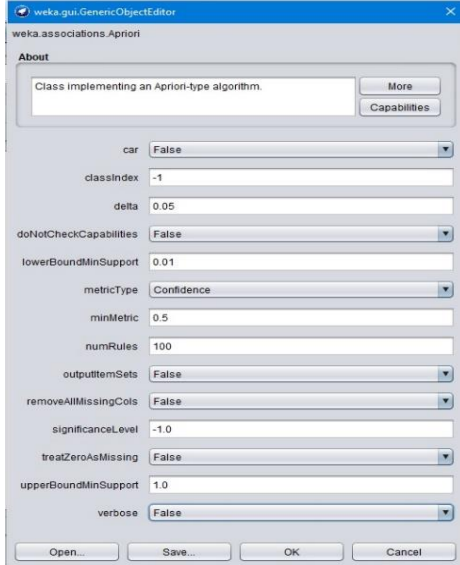 weka.gui.GenericObjectEditor
weka.associations.Apriori
About
Class implementing an Apriori-type algorithm.
More
Capabilities
car False
classIndex -1
delta 0.05
doNotCheckCapabilities False
lowerBoundMinSupport 0.01
metricType Confidence
minMetric 0.5
numRules 100
outputItemSets False
removeAllMissingCols False
significanceLevel -1.0
treatZeroAsMissing False
upperBoundMinSupport 1.0
verbose False
Open... Save... OK Cancel